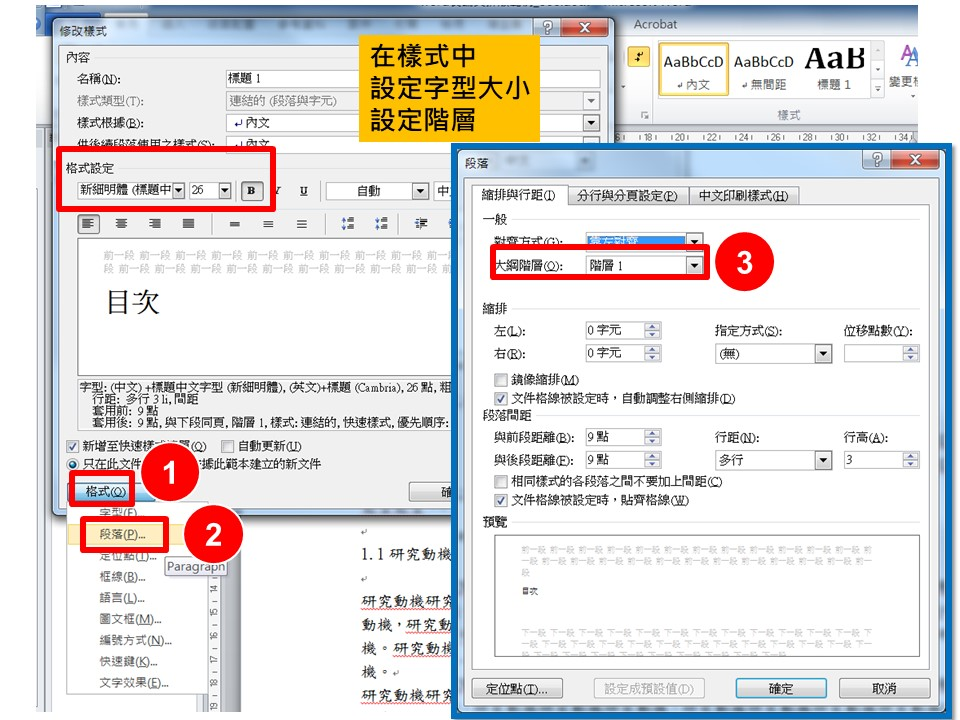 Acrobat
修改樣式
在樣式中
設定字型大小
設定階層
內容
名稱(N):
標題 1
樣式類型(T):
連結的 (段落與字元)
樣式根據(B):
↵內文
供後續段落使用之樣式(S):
↵內文
AaBbCcD
AaBbCcD
AaB
↵內文
↵無間距
標題 1
變更
樣式
格式設定
新細明體 (標題中
26
B
U
自動
中
前一段 前一段 前一段 前一段 前一段 前一段 前一段 前一段 前一段 前一段
段 前一段 前一段 前一段 前一段 前一段 前一段 前一段 前一段 前一段
目次
字型: (中文) +標題中文字型 (新細明體), (英文)+標題 (Cambria), 26 點, 粗
行距: 多行 3 li, 間距
套用前: 9 點
套用後: 9 點, 與下段同頁, 階層 1, 樣式: 連結的, 快速樣式, 優先順序:
新增至快速樣式
(Q)
自動更新(U)
只在此文件
據此範本建立的新文件
1
格式(O)
確
字型(F)...
2
段落(P)...
Paragraph
定位點(T)...
框線(B)...
語言(L)...
圖文框(M)...
編號方式(N)...
快速鍵(K)...
文字效果(E)...
1.1 研究動機
研究動機研究
動機，研究動
機。研究動機
機。
研究動機研究
段落
縮排與行距(I)
分行與分頁設定(P)
中文印刷樣式(H)
一般
對齊方式(G):
靠左對齊
大綱階層(O):
階層 1
3
縮排
左(L):
0 字元
指定方式(S):
位移點數(Y):
右(R):
0 字元
(無)
鏡像縮排(M)
文件格線被設定時，自動調整右側縮排(D)
段落間距
與前段距離(B):
9 點
行距(N):
行高(A):
與後段距離(F):
9 點
多行
3
相同樣式的各段落之間不要加上間距(C)
文件格線被設定時，貼齊格線(W)
預覽
前一段 前一段 前一段 前一段 前一段 前一段 前一段 前一段 前一段 前一段 前一段 前一
段 前一段 前一段 前一段 前一段 前一段 前一段 前一段 前一段 前一段 前一段 前一
段
目次
下一段 下一段 下一段 下一段 下一段 下一段 下一段 下一段 下一段 下一段
下一段 下一段 下一段 下一段 下一段 下一段 下一段 下一段 下一段 下一段
定位點(T)...
設定成預設值(D)
確定
取消